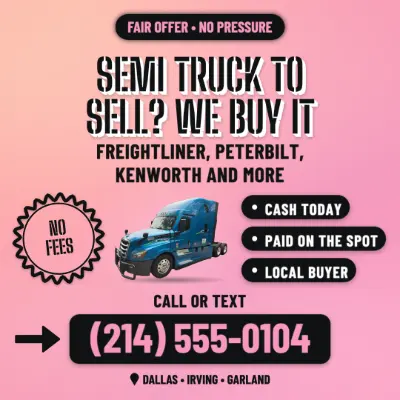 FAIR OFFER • NO PRESSURE
SEMI TRUCK TO
SELL? WE BUY IT
FREIGHTLINER, PETERBILT,
KENWORTH AND MORE
NO
FEES
• CASH TODAY
• PAID ON THE SPOT
• LOCAL BUYER
CALL OR TEXT
(214) 555-0104
DALLAS • IRVING • GARLAND